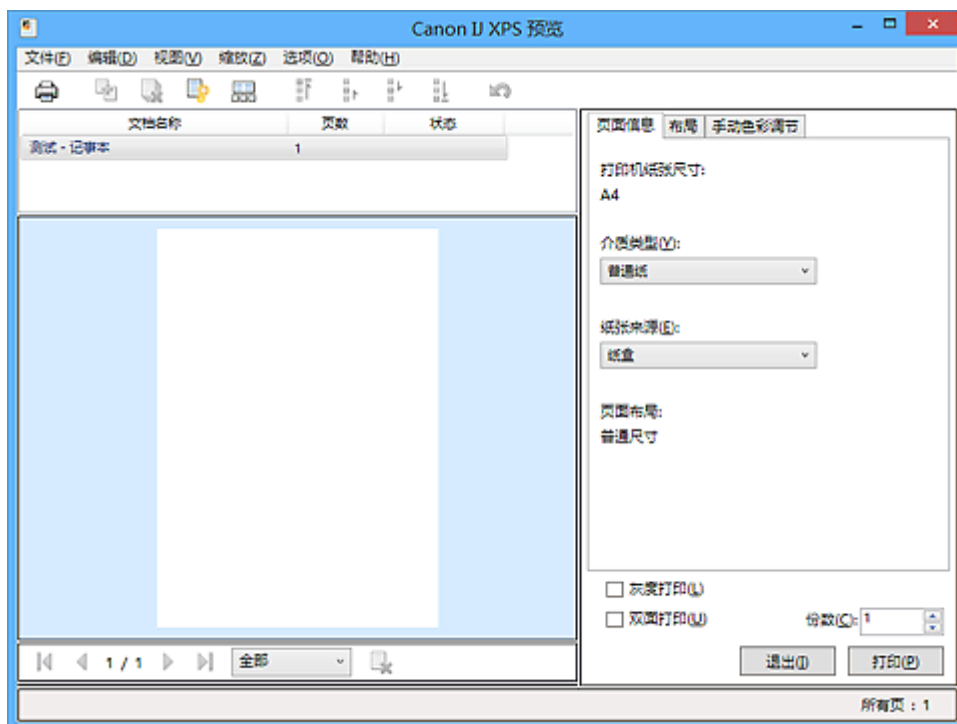 Canon IJ XPS 预览
文件(F) 编辑(D) 视图(V) 缩放(Z) 选项(O) 帮助(H)
文档名称 页数 状态
测试 - 记事本 1
页面信息 布局 手动色彩调节
打印机纸张尺寸:
A4
介质类型(Y):
普通纸
纸张来源(E):
纸盒
页面布局:
普通尺寸
灰度打印(L)
双面打印(U) 份数(C): 1
1 / 1 全部
退出(I) 打印(P)
所有页 : 1